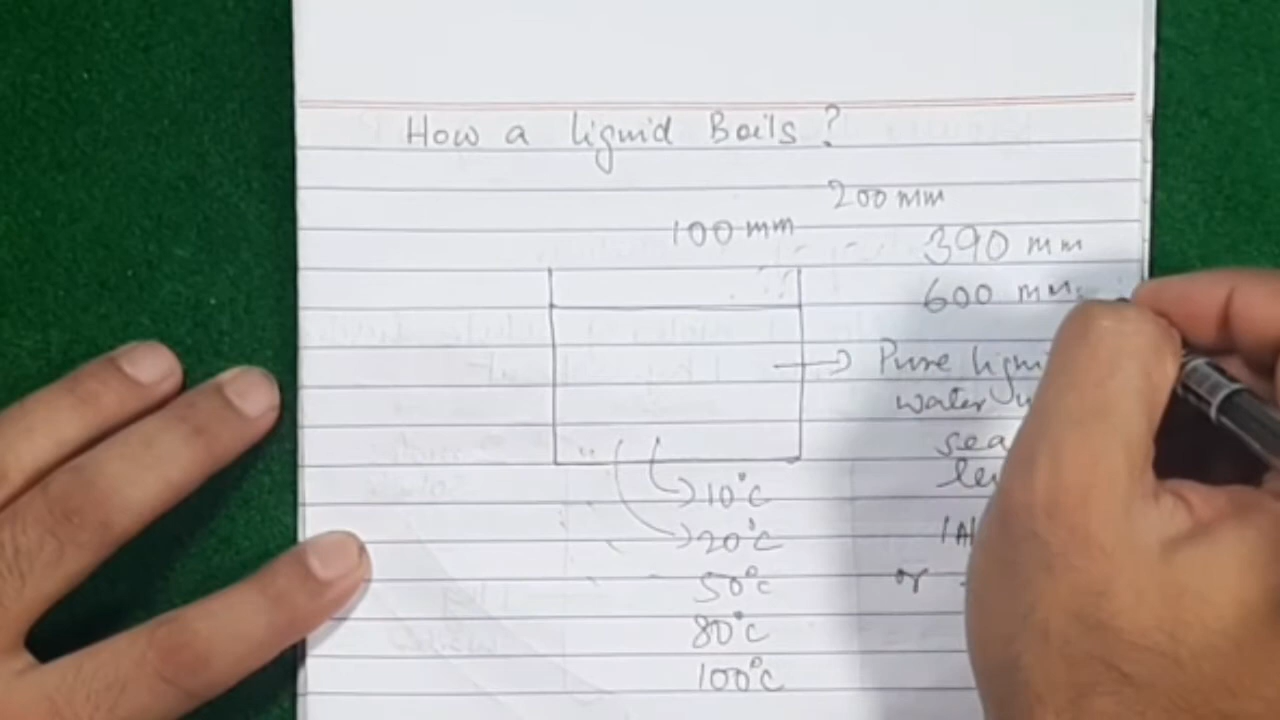 How a liquid Boils?
200 mm
100 mm
390 mm
600 mm
Pure
water
sea
10°C
20°C
50°C
or
80°C
100°C